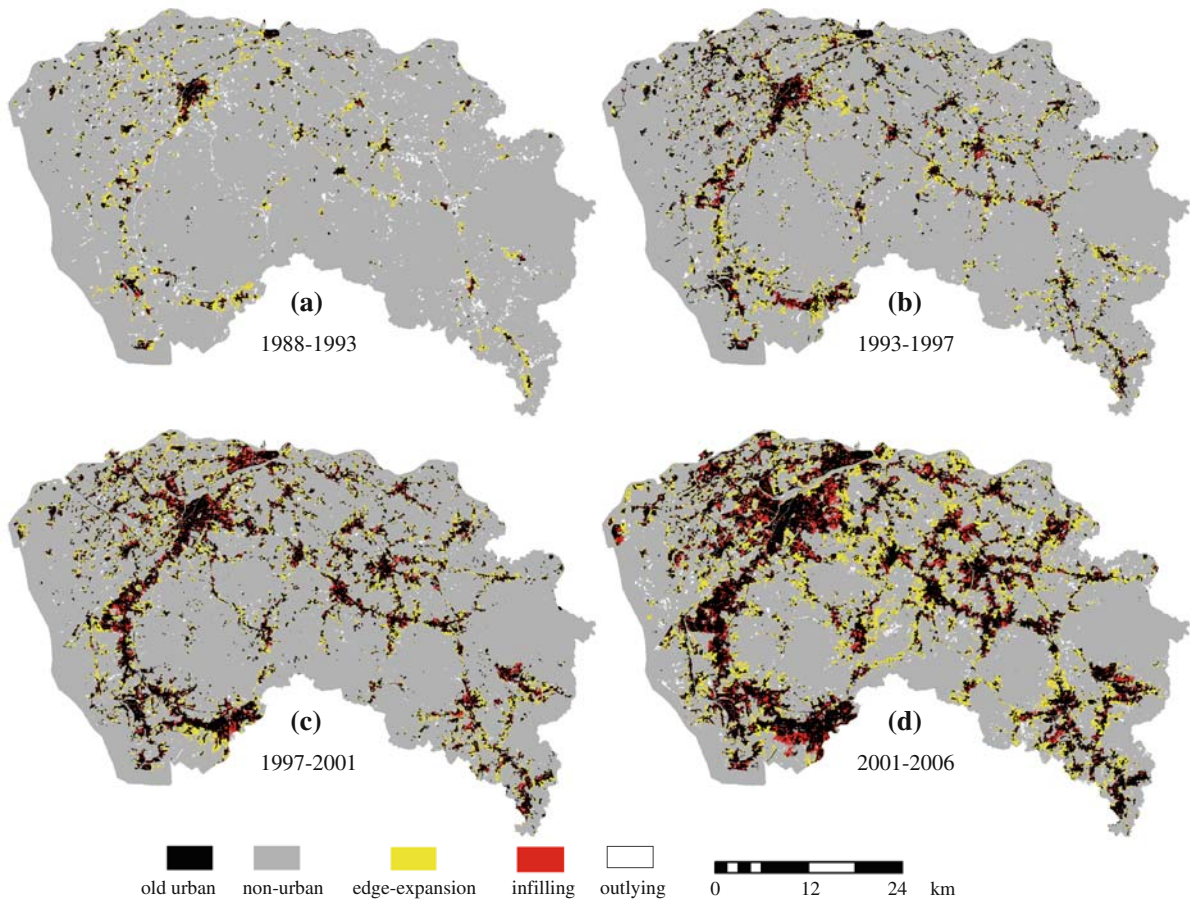 (a)
1988-1993
(b)
1993-1997
(c)
1997-2001
(d)
2001-2006
old urban non-urban edge-expansion infilling outlying
0 12 24 km